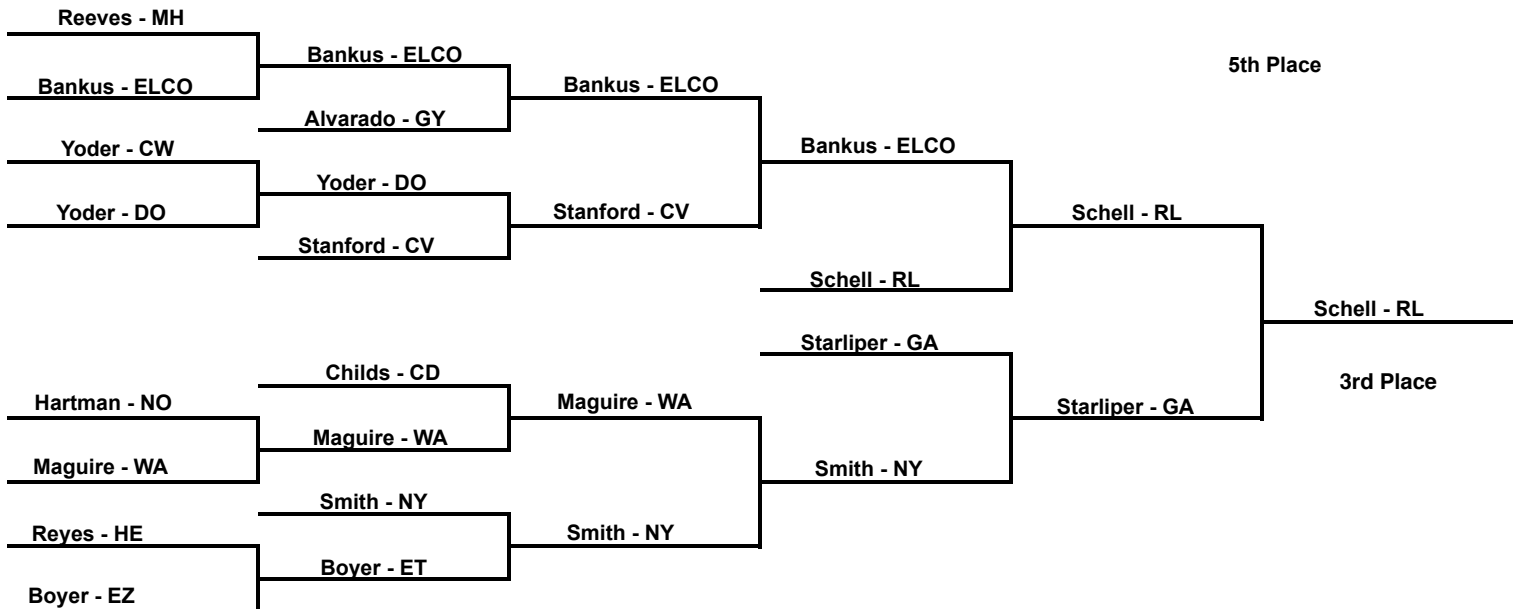 Reeves - MH
Bankus - ELCO
Yoder - CW
Yoder - DO
Hartman - NO
Maguire - WA
Reyes - HE
Boyer - EZ
Bankus - ELCO
Alvarado - GY
Yoder - DO
Stanford - CV
Childs - CD
Maguire - WA
Smith - NY
Boyer - ET
Bankus - ELCO
Stanford - CV
Maguire - WA
Smith - NY
Bankus - ELCO
Schell - RL
Starliper - GA
Smith - NY
Schell - RL
Starliper - GA
5th Place
Schell - RL
3rd Place